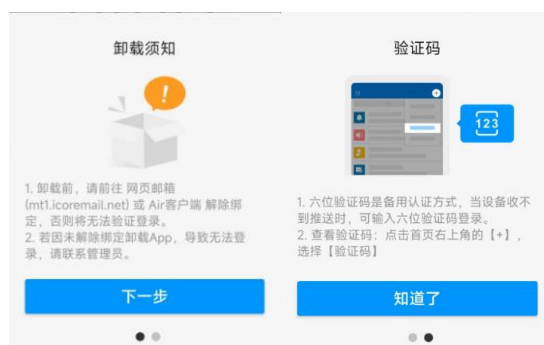 卸载须知
1. 卸载前，请前往 网页邮箱
(mt1.icoremail.net) 或 Air客户端 解除绑
定，否则将无法验证登录。
2. 若因未解除绑定卸载App，导致无法登
录，请联系管理员。
下一步
验证码
123
1. 六位验证码是备用认证方式，当设备收不
到推送时，可输入六位验证码登录。
2. 查看验证码：点击首页右上角的【+】，
选择【验证码】
知道了